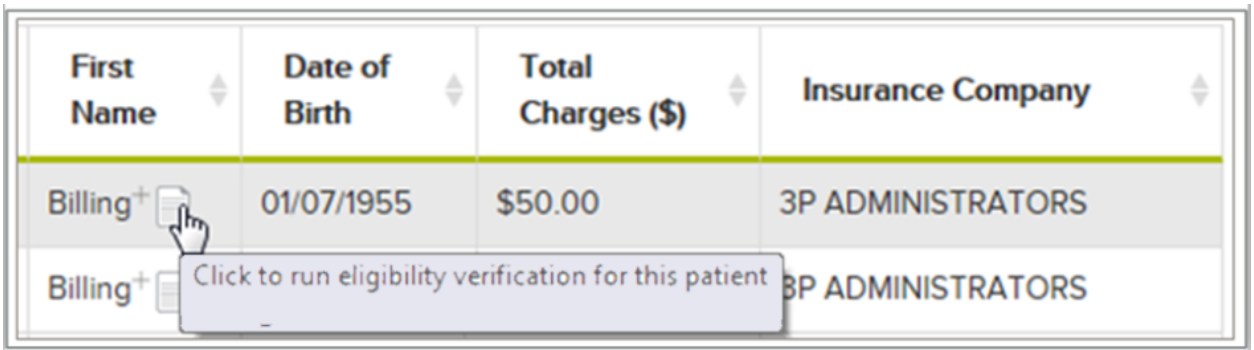 First Name
Date of Birth
Total Charges ($)
Insurance Company
Billing+ 01/07/1955 $50.00 3P ADMINISTRATORS
Click to run eligibility verification for this patient
Billing+ 3P ADMINISTRATORS